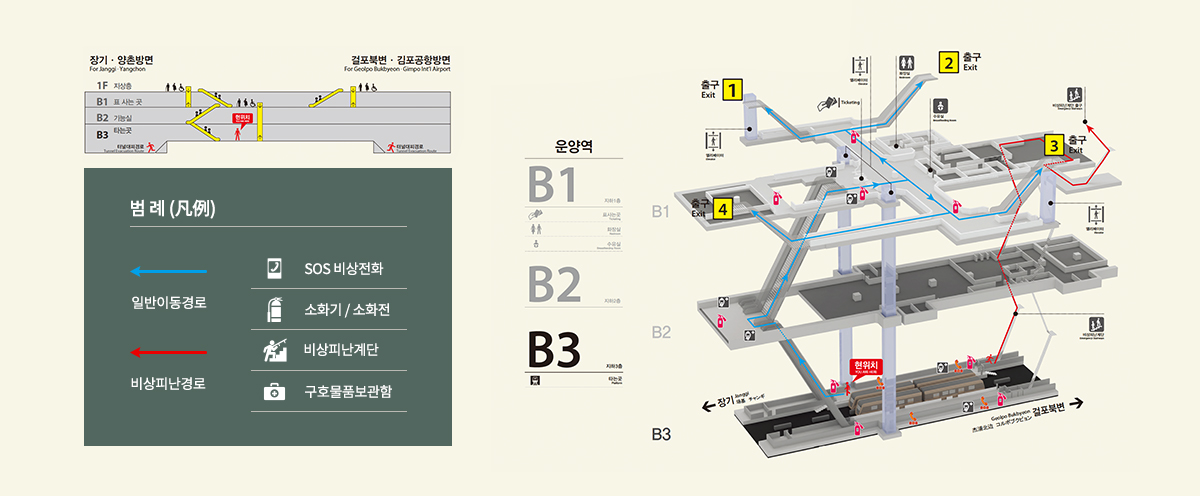 장기 · 양촌방면
For Janggi · Yangchon
걸포북변 · 김포공항방면
For Geolpo Bukbyeon · Gimpo Int'l Airport
1F 지상층
B1 표 사는 곳
B2 기능실
B3 타는곳
현위치
터널대피경로
Tunnel Evacuation Route
터널대피경로
Tunnel Evacuation Route
범 례 (凡例)
일반이동경로
비상피난경로
SOS 비상전화
소화기 / 소화전
비상피난계단
구호물품보관함
운양역
B1
지하1층
표사는곳
화장실
수유실
B2
지하2층
B3
지하3층
타는곳
Platform
출구
Exit
1
2
출구
Exit
3
출구
Exit
출구
Exit
4
엘리베이터
Elevator
화장실
Restroom
Ticketing
수유실
엘리베이터
Elevator
엘리베이터
Elevator
비상피난계단 출구
비상피난계단
B1
B2
B3
현위치
YOU ARE HERE
장기 Janggi
チャンギ
Geolpo Bukbyeon 걸포북변
コルポブクビョン